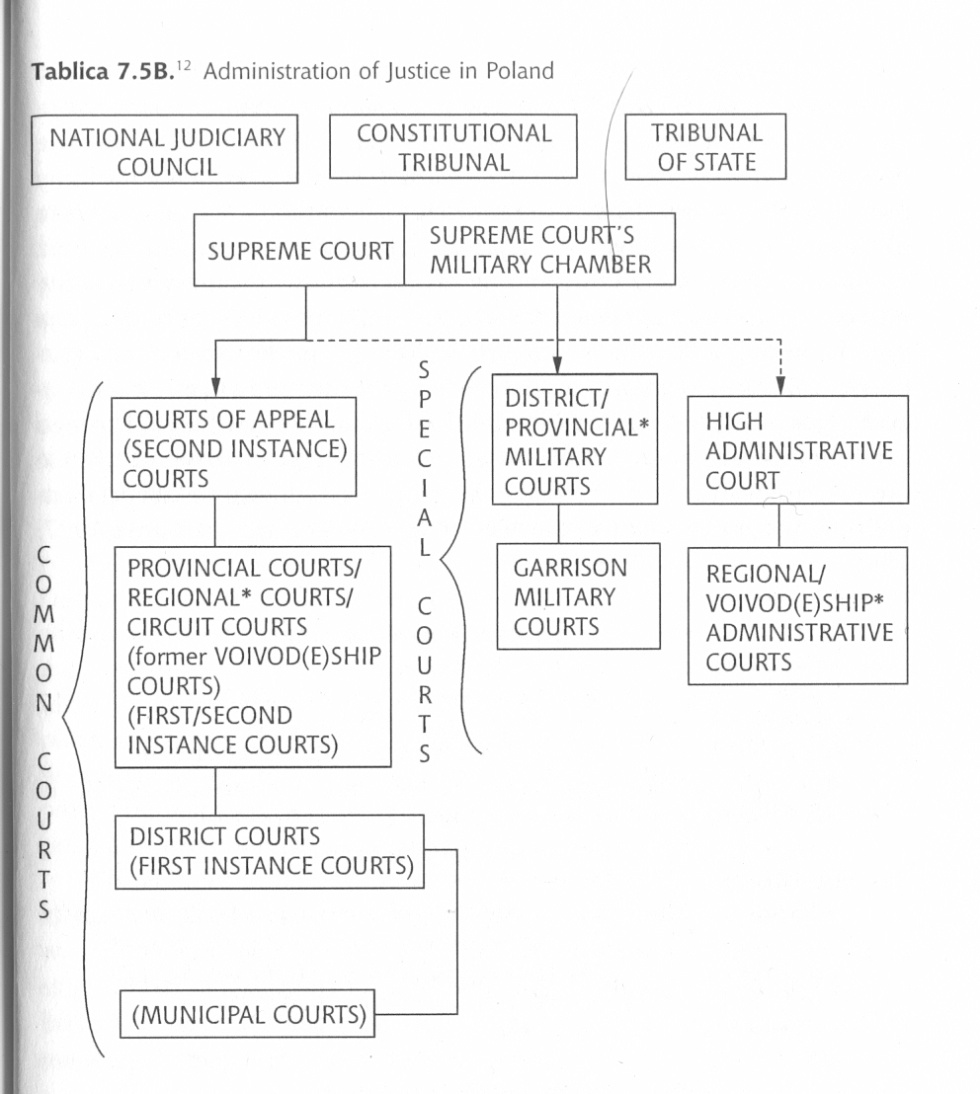 Tablica 7.5B.12 Administration of Justice in Poland
NATIONAL JUDICIARY
COUNCIL
CONSTITUTIONAL
TRIBUNAL
TRIBUNAL
OF STATE
SUPREME COURT
SUPREME COURT'S
MILITARY CHAMBER
COMMON COURTS
COURTS OF APPEAL
(SECOND INSTANCE)
COURTS
PROVINCIAL COURTS/
REGIONAL* COURTS/
CIRCUIT COURTS
(former VOIVOD(E)SHIP
COURTS)
(FIRST/SECOND
INSTANCE COURTS)
DISTRICT COURTS
(FIRST INSTANCE COURTS)
(MUNICIPAL COURTS)
SPECIAL COURTS
DISTRICT/
PROVINCIAL*
MILITARY
COURTS
GARRISON
MILITARY
COURTS
HIGH
ADMINISTRATIVE
COURT
REGIONAL/
VOIVOD(E)SHIP*
ADMINISTRATIVE
COURTS